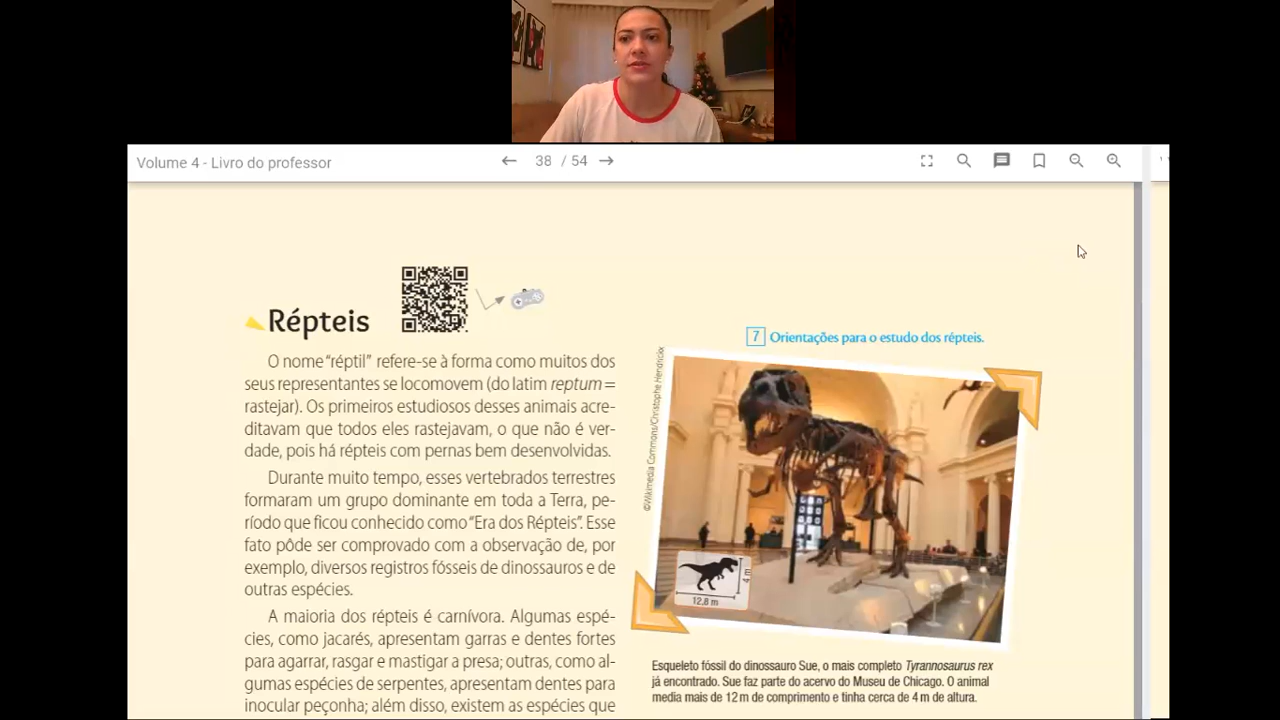 Volume 4 - Livro do professor
38 / 54
Répteis
O nome “réptil” refere-se à forma como muitos dos
seus representantes se locomovem (do latim reptum =
rastejar). Os primeiros estudiosos desses animais acre-
ditavam que todos eles rastejavam, o que não é ver-
dade, pois há répteis com pernas bem desenvolvidas.
Durante muito tempo, esses vertebrados terrestres
formaram um grupo dominante em toda a Terra, pe-
ríodo que ficou conhecido como “Era dos Répteis”. Esse
fato pôde ser comprovado com a observação de, por
exemplo, diversos registros fósseis de dinossauros e de
outras espécies.
A maioria dos répteis é carnívora. Algumas espé-
cies, como jacarés, apresentam garras e dentes fortes
para agarrar, rasgar e mastigar a presa; outras, como al-
gumas espécies de serpentes, apresentam dentes para
inocular peçonha; além disso, existem as espécies que
7 Orientações para o estudo dos répteis.
©Wikimedia Commons/Christophe Hendrickx
4 m
12,8 m
Esqueleto fóssil do dinossauro Sue, o mais completo Tyrannosaurus rex
já encontrado. Sue faz parte do acervo do Museu de Chicago. O animal
media mais de 12 m de comprimento e tinha cerca de 4 m de altura.